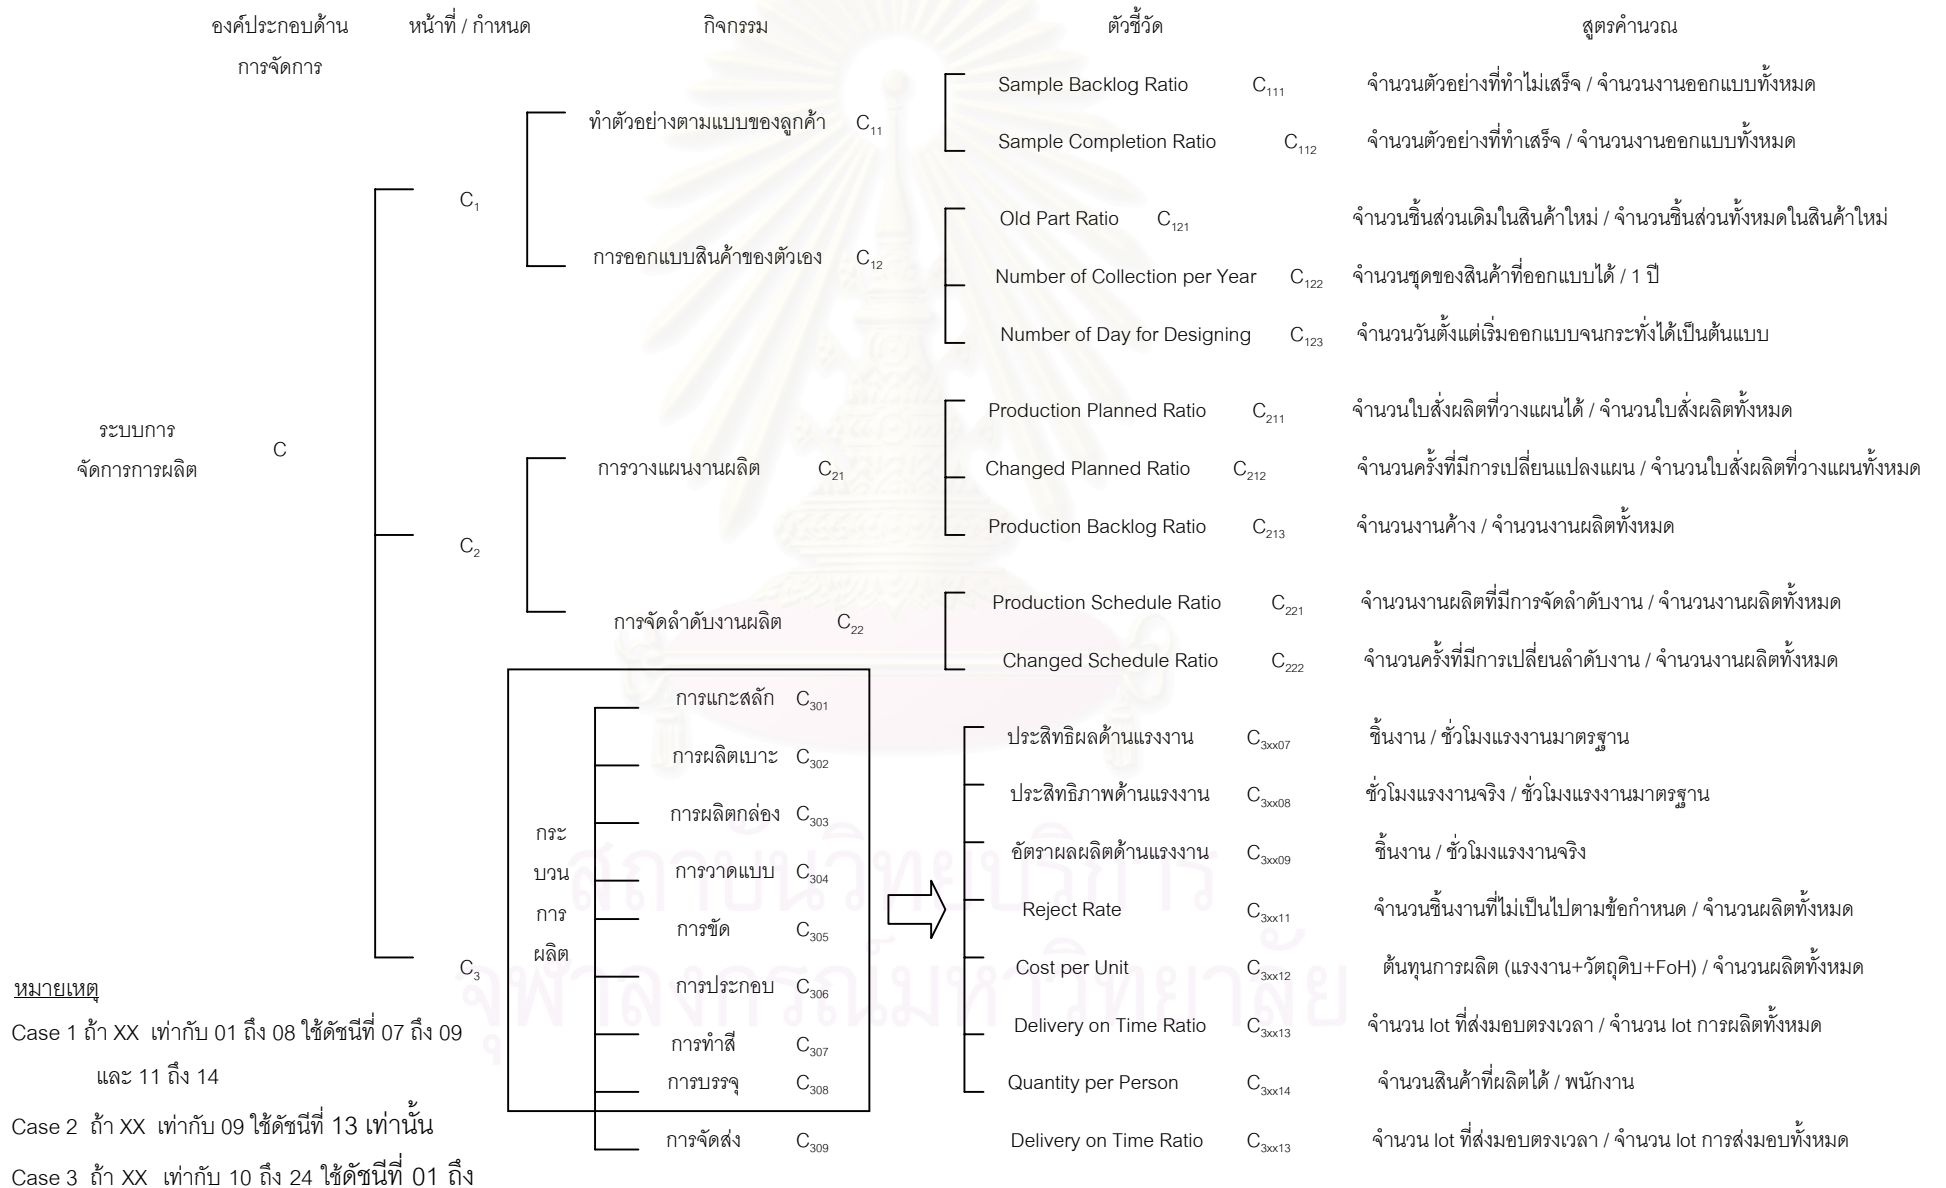 องค์ประกอบด้าน หน้าที่ / กำหนด กิจกรรม ตัวชี้วัด สูตรคำนวณ
การจัดการ
Sample Backlog Ratio C111 จำนวนตัวอย่างที่ทำไม่เสร็จ / จำนวนงานออกแบบทั้งหมด
ทำตัวอย่างตามแบบของลูกค้า C11
Sample Completion Ratio C112 จำนวนตัวอย่างที่ทำเสร็จ / จำนวนงานออกแบบทั้งหมด
C1
Old Part Ratio C121 จำนวนชิ้นส่วนเดิมในสินค้าใหม่ / จำนวนชิ้นส่วนทั้งหมดในสินค้าใหม่
การออกแบบสินค้าของตัวเอง C12
Number of Collection per Year C122 จำนวนชุดของสินค้าที่ออกแบบได้ / 1 ปี
Number of Day for Designing C123 จำนวนวันตั้งแต่เริ่มออกแบบจนกระทั่งได้เป็นต้นแบบ
Production Planned Ratio C211 จำนวนใบสั่งผลิตที่วางแผนได้ / จำนวนใบสั่งผลิตทั้งหมด
ระบบการ
จัดการการผลิต C
การวางแผนงานผลิต C21
Changed Planned Ratio C212 จำนวนครั้งที่มีการเปลี่ยนแปลงแผน / จำนวนใบสั่งผลิตที่วางแผนทั้งหมด
Production Backlog Ratio C213 จำนวนงานค้าง / จำนวนงานผลิตทั้งหมด
C2
Production Schedule Ratio C221 จำนวนงานผลิตที่มีการจัดลำดับงาน / จำนวนงานผลิตทั้งหมด
การจัดลำดับงานผลิต C22
Changed Schedule Ratio C222 จำนวนครั้งที่มีการเปลี่ยนลำดับงาน / จำนวนงานผลิตทั้งหมด
C3
กระ
บวน
การ
ผลิต
การแกะสลัก C301
การผลิตเบาะ C302
การผลิตกล่อง C303
การวาดแบบ C304
การขัด C305
การประกอบ C306
การทำสี C307
การบรรจุ C308
การจัดส่ง C309
ประสิทธิผลด้านแรงงาน C3xx07 ชิ้นงาน / ชั่วโมงแรงงานมาตรฐาน
ประสิทธิภาพด้านแรงงาน C3xx08 ชั่วโมงแรงงานจริง / ชั่วโมงแรงงานมาตรฐาน
อัตราผลผลิตด้านแรงงาน C3xx09 ชิ้นงาน / ชั่วโมงแรงงานจริง
Reject Rate C3xx11 จำนวนชิ้นงานที่ไม่เป็นไปตามข้อกำหนด / จำนวนผลิตทั้งหมด
Cost per Unit C3xx12 ต้นทุนการผลิต (แรงงาน+วัตถุดิบ+FoH) / จำนวนผลิตทั้งหมด
Delivery on Time Ratio C3xx13 จำนวน lot ที่ส่งมอบตรงเวลา / จำนวน lot การผลิตทั้งหมด
Quantity per Person C3xx14 จำนวนสินค้าที่ผลิตได้ / พนักงาน
Delivery on Time Ratio C3xx13 จำนวน lot ที่ส่งมอบตรงเวลา / จำนวน lot การส่งมอบทั้งหมด
หมายเหตุ
Case 1 ถ้า XX เท่ากับ 01 ถึง 08 ใช้ดัชนีที่ 07 ถึง 09
และ 11 ถึง 14
Case 2 ถ้า XX เท่ากับ 09 ใช้ดัชนีที่ 13 เท่านั้น
Case 3 ถ้า XX เท่ากับ 10 ถึง 24 ใช้ดัชนีที่ 01 ถึง
สถาบันวิทยบริการ
จุฬาลงกรณ์มหาวิทยาลัย